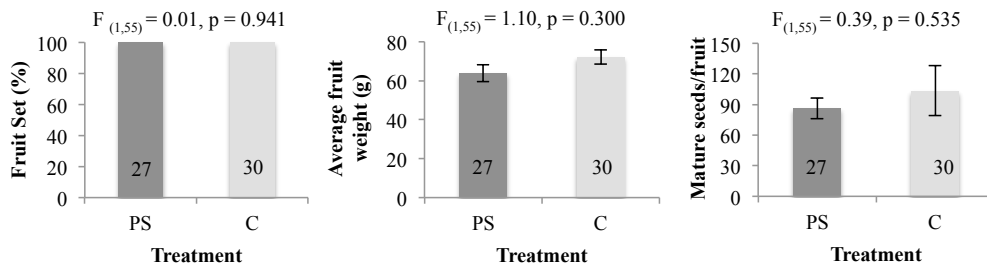 F (1,55) = 0.01, p = 0.941
Fruit Set (%)
100
80
60
40
20
0
27
30
PS
C
Treatment
F (1,55) = 1.10, p = 0.300
Average fruit
weight (g)
80
60
40
20
0
27
30
PS
C
Treatment
F (1,55) = 0.39, p = 0.535
Mature seeds/fruit
150
120
90
60
30
0
27
30
PS
C
Treatment